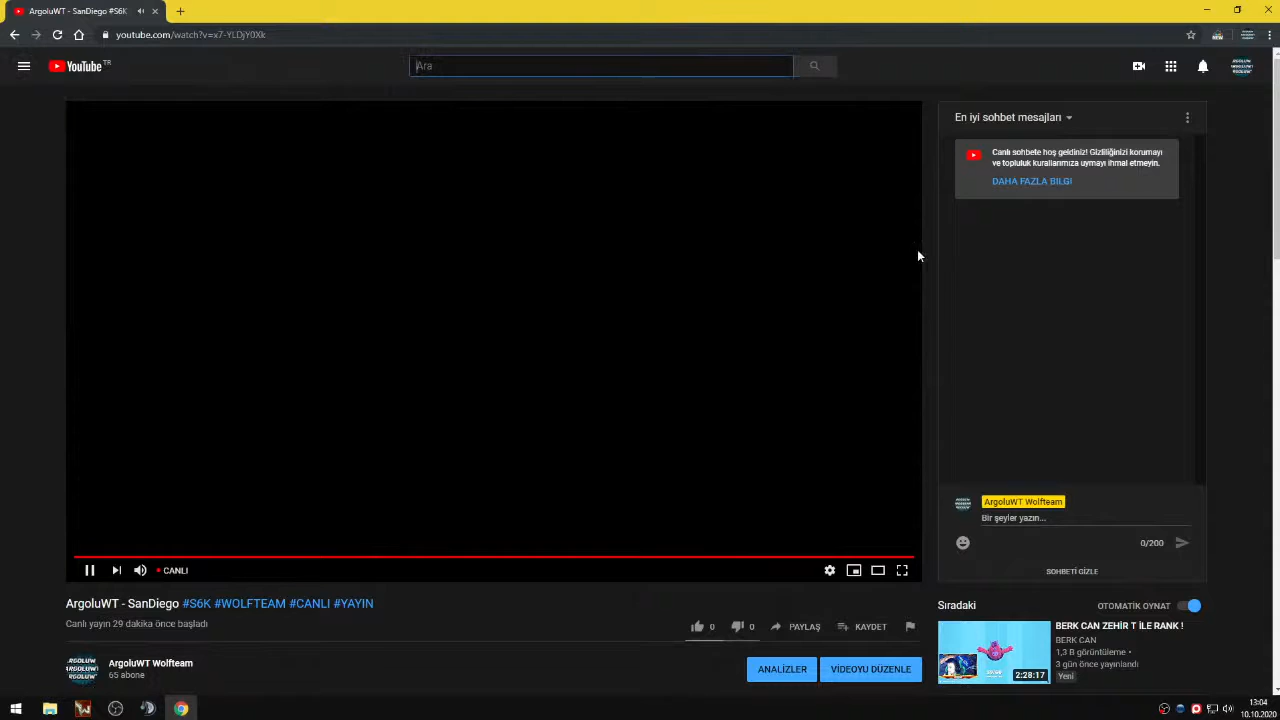 ArgoluWT - SanDiego #S6K
youtube.com/watch?v=x7-YLDjY0Xk
YouTube TR
Ara
En iyi sohbet mesajları
Canlı sohbete hoş geldiniz! Gizliliğinizi korumayı
ve topluluk kurallarımıza uymayı ihmal etmeyin.
DAHA FAZLA BILGI
ArgoluWT Wolfteam
Bir şeyler yazın...
0/200
SOHBETİ GİZLE
CANLI
ArgoluWT - SanDiego #S6K #WOLFTEAM #CANLI #YAYIN
Canlı yayın 29 dakika önce başladı
0 0 PAYLAŞ KAYDET
ArgoluWT Wolfteam
65 abone
ANALİZLER VİDEOYU DÜZENLE
Sıradaki OTOMATİK OYNAT
BERK CAN ZEHİR T İLE RANK !
BERK CAN
1,3 B görüntüleme •
3 gün önce yayınlandı
Yeni
2:28:17
13:04
10.10.2020